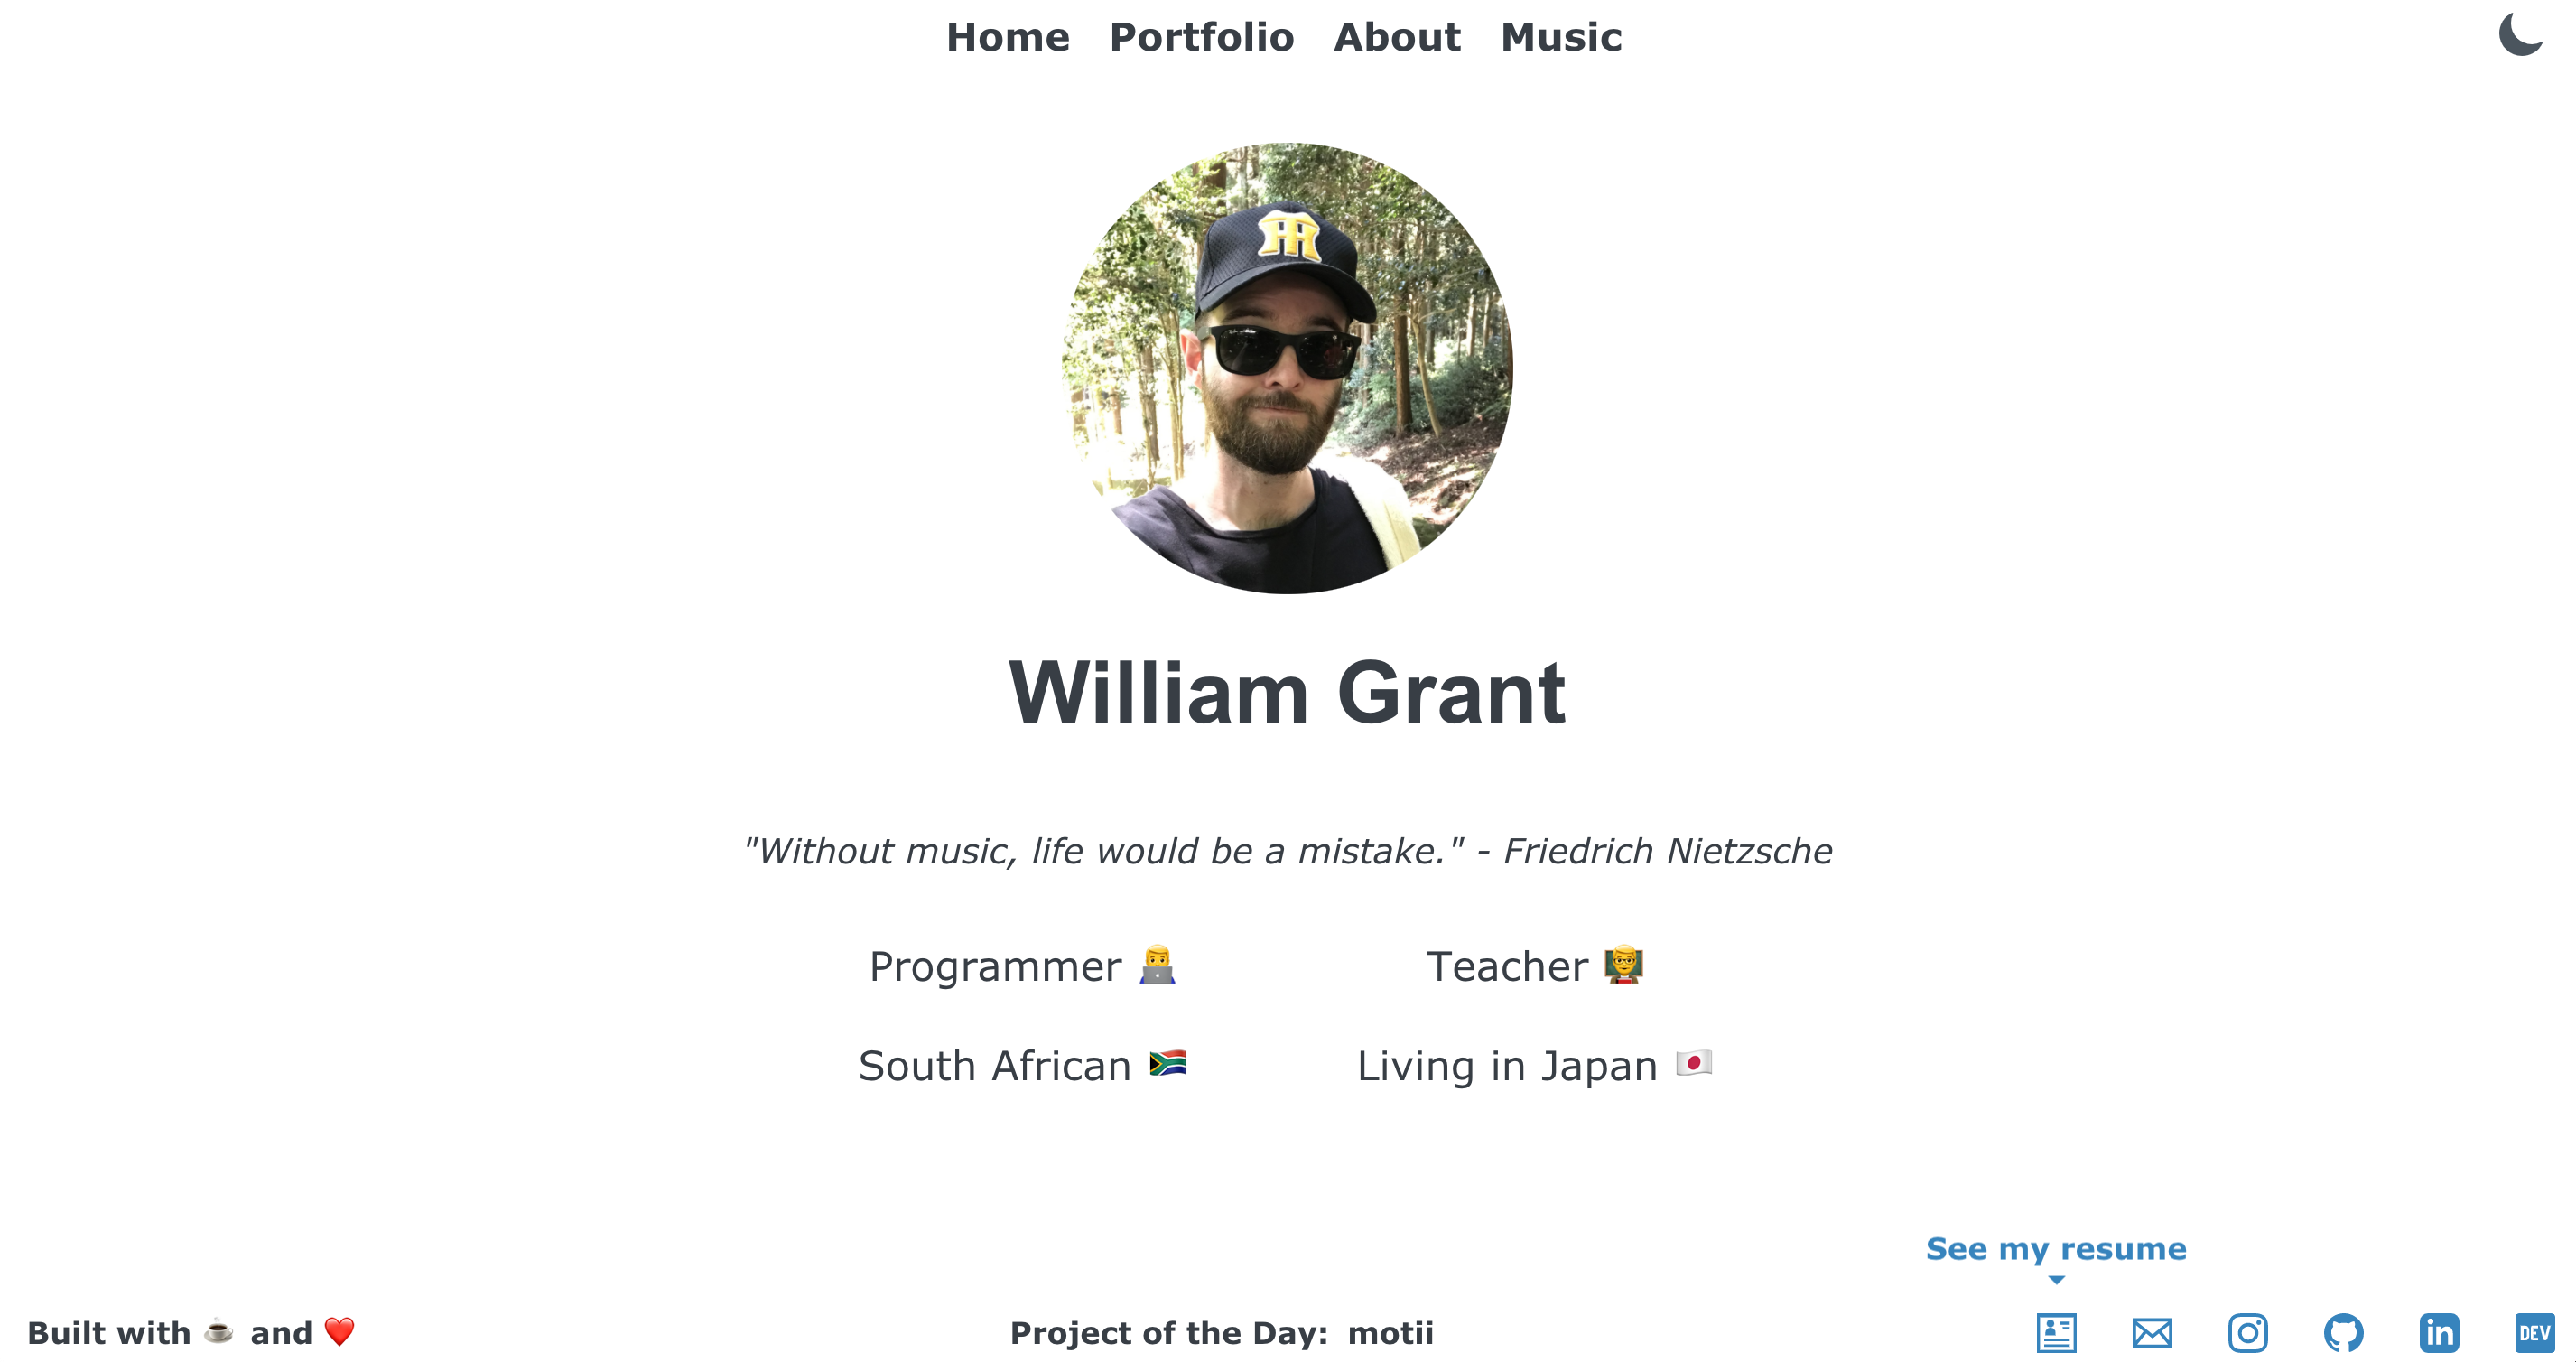 Home Portfolio About Music
William Grant
"Without music, life would be a mistake." - Friedrich Nietzsche
Programmer 👨‍💻 Teacher 👨‍🏫
South African 🇿🇦 Living in Japan 🇯🇵
See my resume
Built with ☕ and ❤️ Project of the Day: motii
in DEV